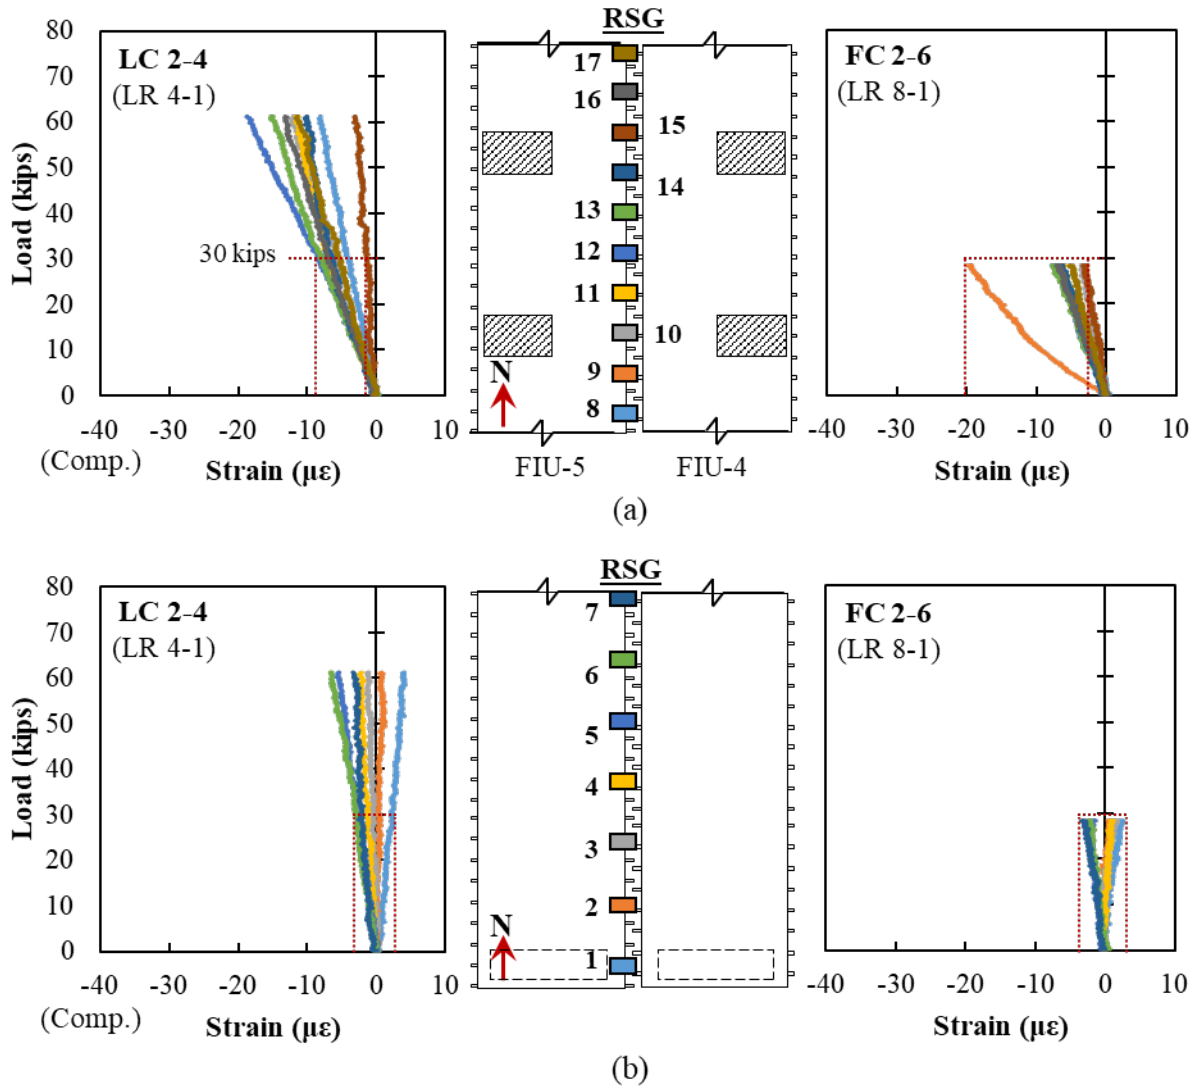 RSG
80
70
60
50
40
30
20
10
0
Load (kips)
LC 2-4
(LR 4-1)
30 kips
-40
-30
-20
-10
0
10
(Comp.)
Strain (με)
17
16
15
14
13
12
11
10
9
8
N
FIU-5
FIU-4
FC 2-6
(LR 8-1)
-40
-30
-20
-10
0
10
Strain (με)
(a)
RSG
80
70
60
50
40
30
20
10
0
Load (kips)
LC 2-4
(LR 4-1)
-40
-30
-20
-10
0
10
(Comp.)
Strain (με)
7
6
5
4
3
2
1
N
FC 2-6
(LR 8-1)
-40
-30
-20
-10
0
10
Strain (με)
(b)